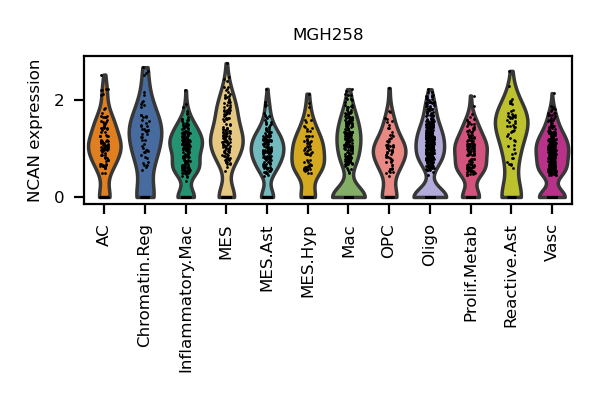 MGH258
NCAN expression
2
0
AC
Chromatin.Reg
Inflammatory.Mac
MES
MES.Ast
MES.Hyp
Mac
OPC
Oligo
Prolif.Metab
Reactive.Ast
Vasc